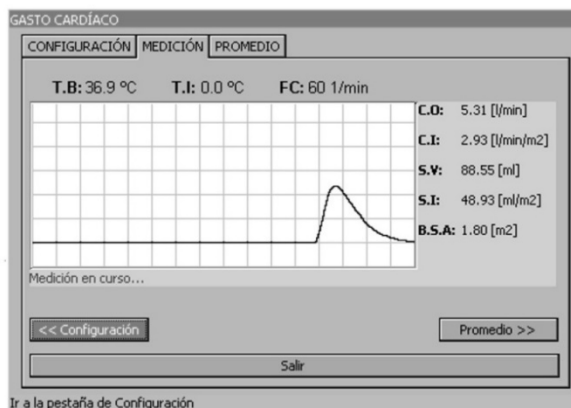 GASTO CARDÍACO
CONFIGURACIÓN MEDICIÓN PROMEDIO
T.B: 36.9 ºC T.I: 0.0 ºC FC: 60 1/min
C.O: 5.31 [l/min]
C.I: 2.93 [l/min/m2]
S.V: 88.55 [ml]
S.I: 48.93 [ml/m2]
B.S.A: 1.80 [m2]
Medición en curso...
<< Configuración Promedio >>
Salir
Ir a la pestaña de Configuración